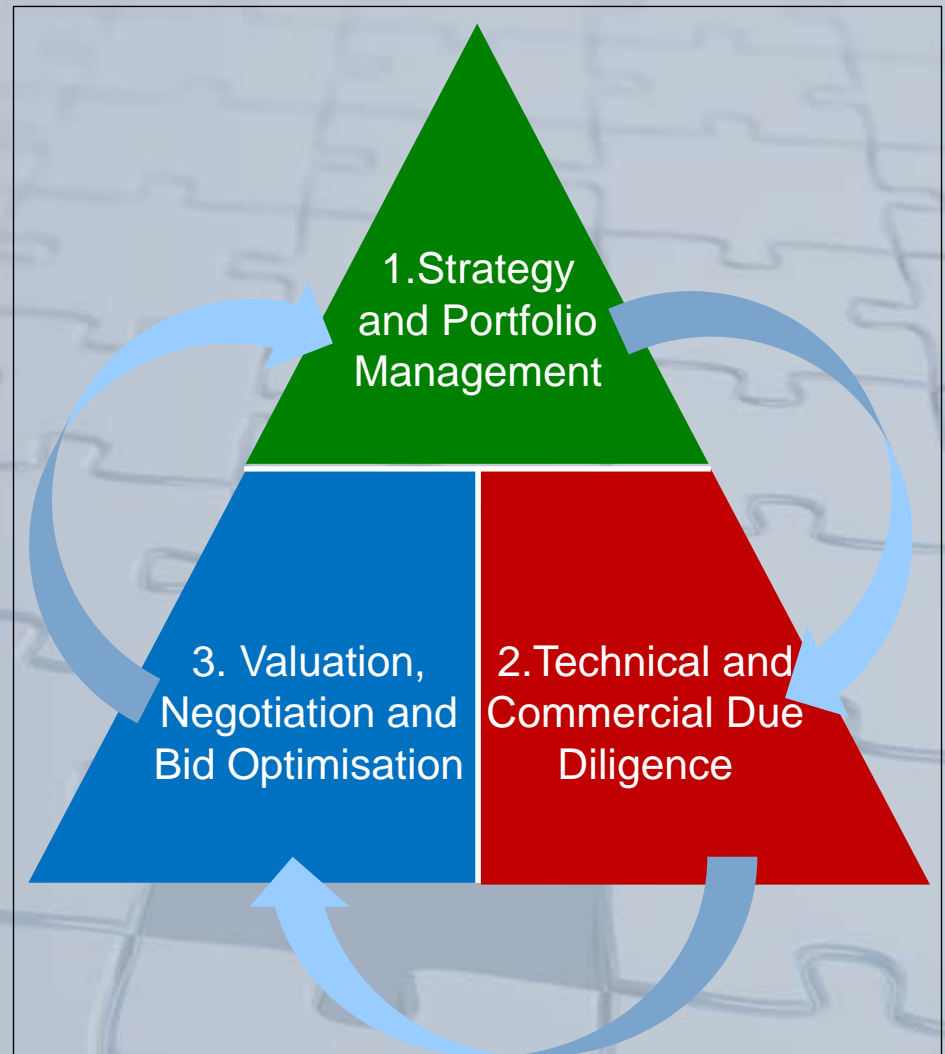 1.Strategy
and Portfolio
Management
3. Valuation,
Negotiation and
Bid Optimisation
2.Technical and
Commercial Due
Diligence